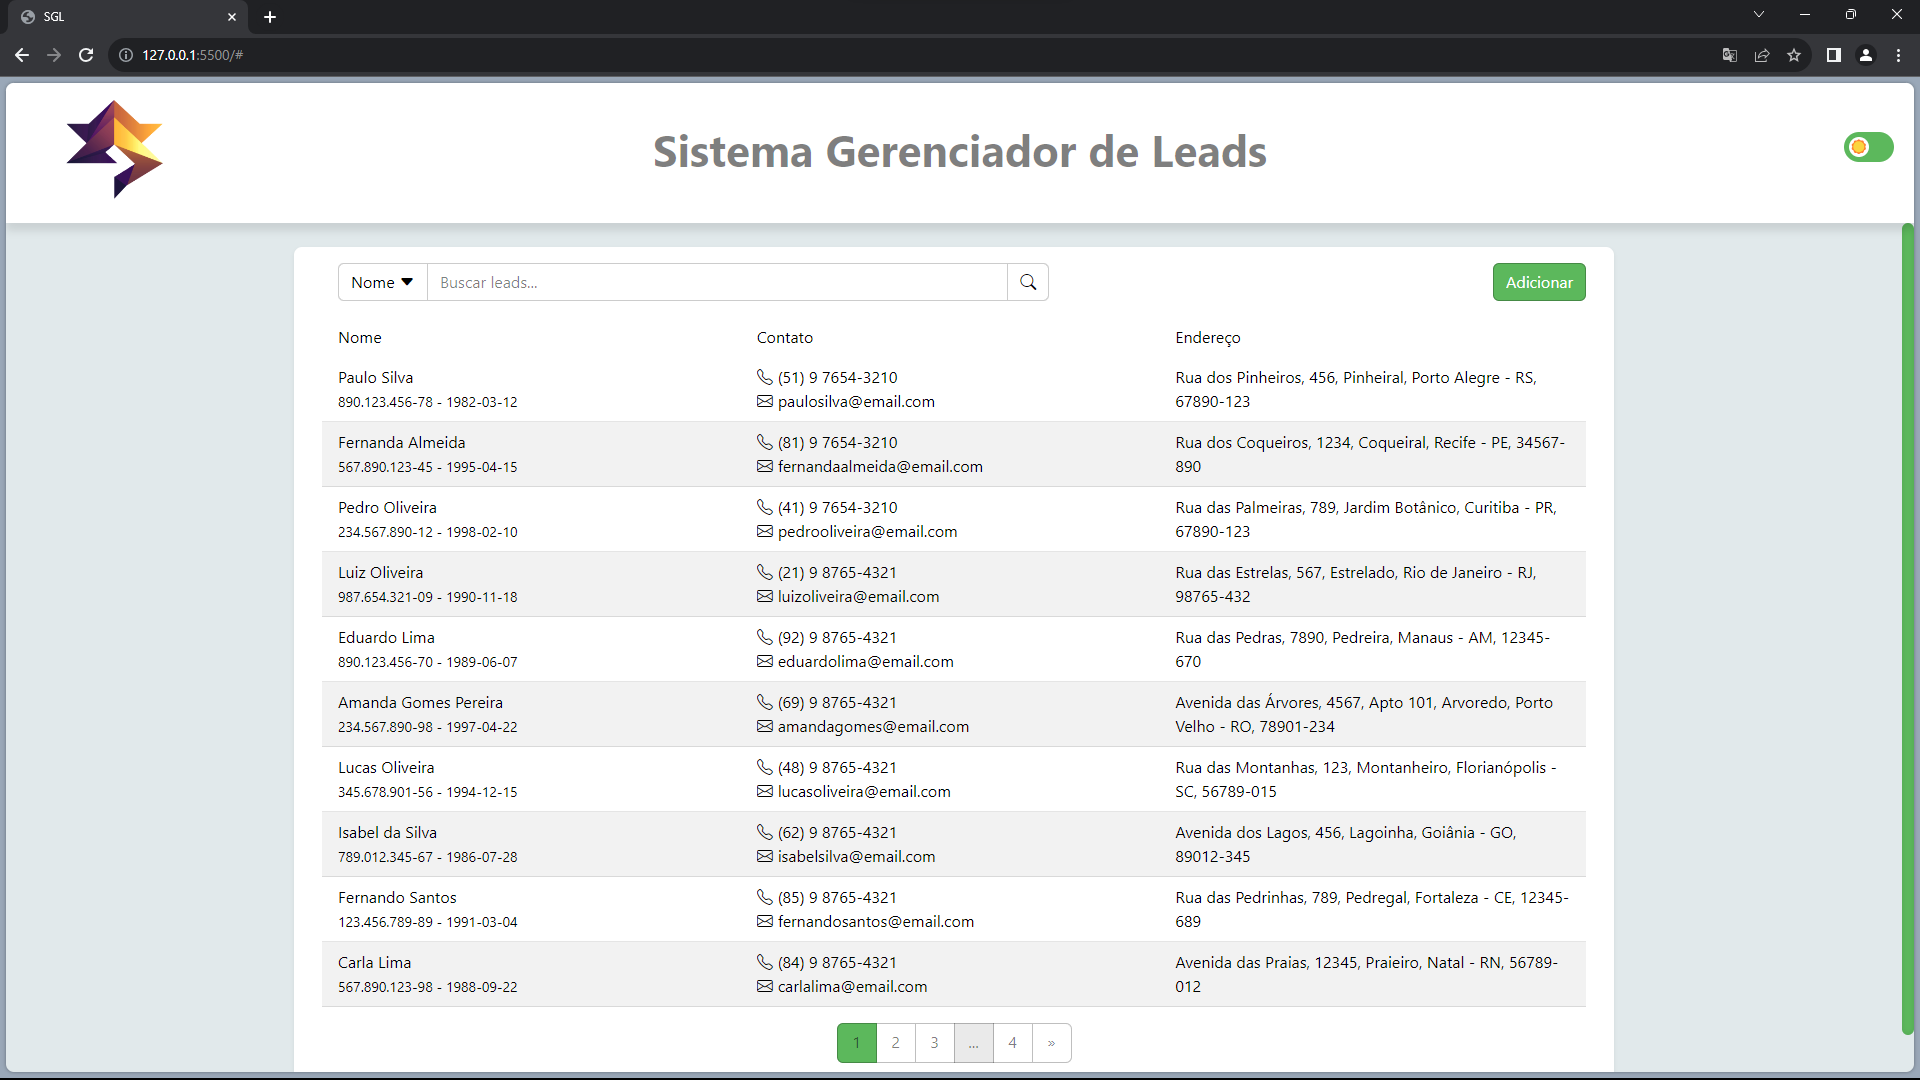 SGL
127.0.0.1:5500/#
Sistema Gerenciador de Leads
Nome
Buscar leads...
Adicionar
Nome Contato Endereço
Paulo Silva
890.123.456-78 - 1982-03-12
(51) 9 7654-3210
paulosilva@email.com
Rua dos Pinheiros, 456, Pinheiral, Porto Alegre - RS,
67890-123
Fernanda Almeida
567.890.123-45 - 1995-04-15
(81) 9 7654-3210
fernandaalmeida@email.com
Rua dos Coqueiros, 1234, Coqueiral, Recife - PE, 34567-
890
Pedro Oliveira
234.567.890-12 - 1998-02-10
(41) 9 7654-3210
pedrooliveira@email.com
Rua das Palmeiras, 789, Jardim Botânico, Curitiba - PR,
67890-123
Luiz Oliveira
987.654.321-09 - 1990-11-18
(21) 9 8765-4321
luizoliveira@email.com
Rua das Estrelas, 567, Estrelado, Rio de Janeiro - RJ,
98765-432
Eduardo Lima
890.123.456-70 - 1989-06-07
(92) 9 8765-4321
eduardolima@email.com
Rua das Pedras, 7890, Pedreira, Manaus - AM, 12345-
670
Amanda Gomes Pereira
234.567.890-98 - 1997-04-22
(69) 9 8765-4321
amandagomes@email.com
Avenida das Árvores, 4567, Apto 101, Arvoredo, Porto
Velho - RO, 78901-234
Lucas Oliveira
345.678.901-56 - 1994-12-15
(48) 9 8765-4321
lucasoliveira@email.com
Rua das Montanhas, 123, Montanheiro, Florianópolis -
SC, 56789-015
Isabel da Silva
789.012.345-67 - 1986-07-28
(62) 9 8765-4321
isabelsilva@email.com
Avenida dos Lagos, 456, Lagoinha, Goiânia - GO,
89012-345
Fernando Santos
123.456.789-89 - 1991-03-04
(85) 9 8765-4321
fernandosantos@email.com
Rua das Pedrinhas, 789, Pedregal, Fortaleza - CE, 12345-
689
Carla Lima
567.890.123-98 - 1988-09-22
(84) 9 8765-4321
carlalima@email.com
Avenida das Praias, 12345, Praieiro, Natal - RN, 56789-
012
1 2 3 ... 4 »